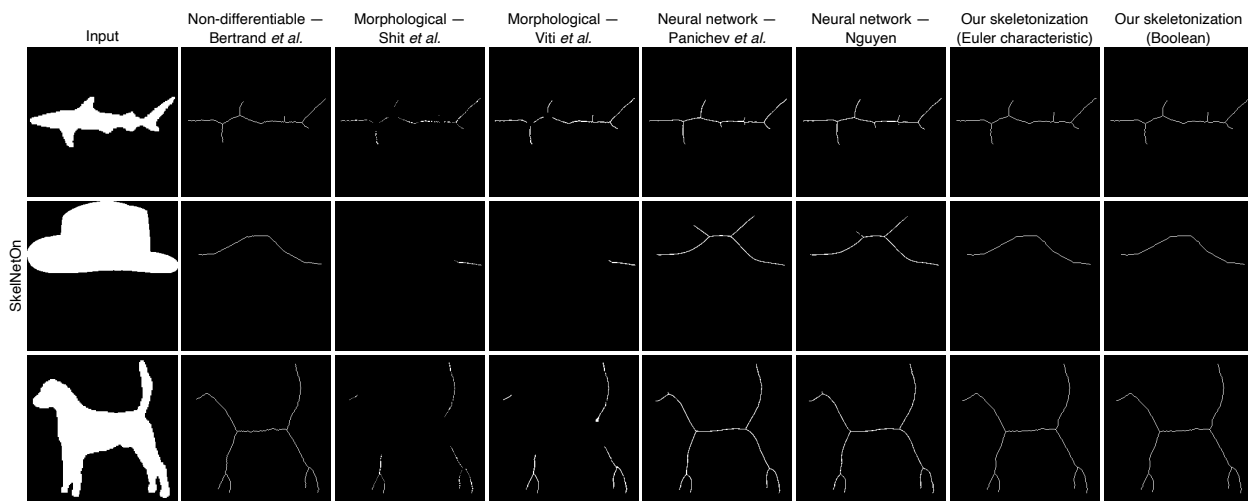 Input
Non-differentiable —
Bertrand et al.
Morphological —
Shit et al.
Morphological —
Viti et al.
Neural network —
Panichev et al.
Neural network —
Nguyen
Our skeletonization
(Euler characteristic)
Our skeletonization
(Boolean)
SkelNetOn